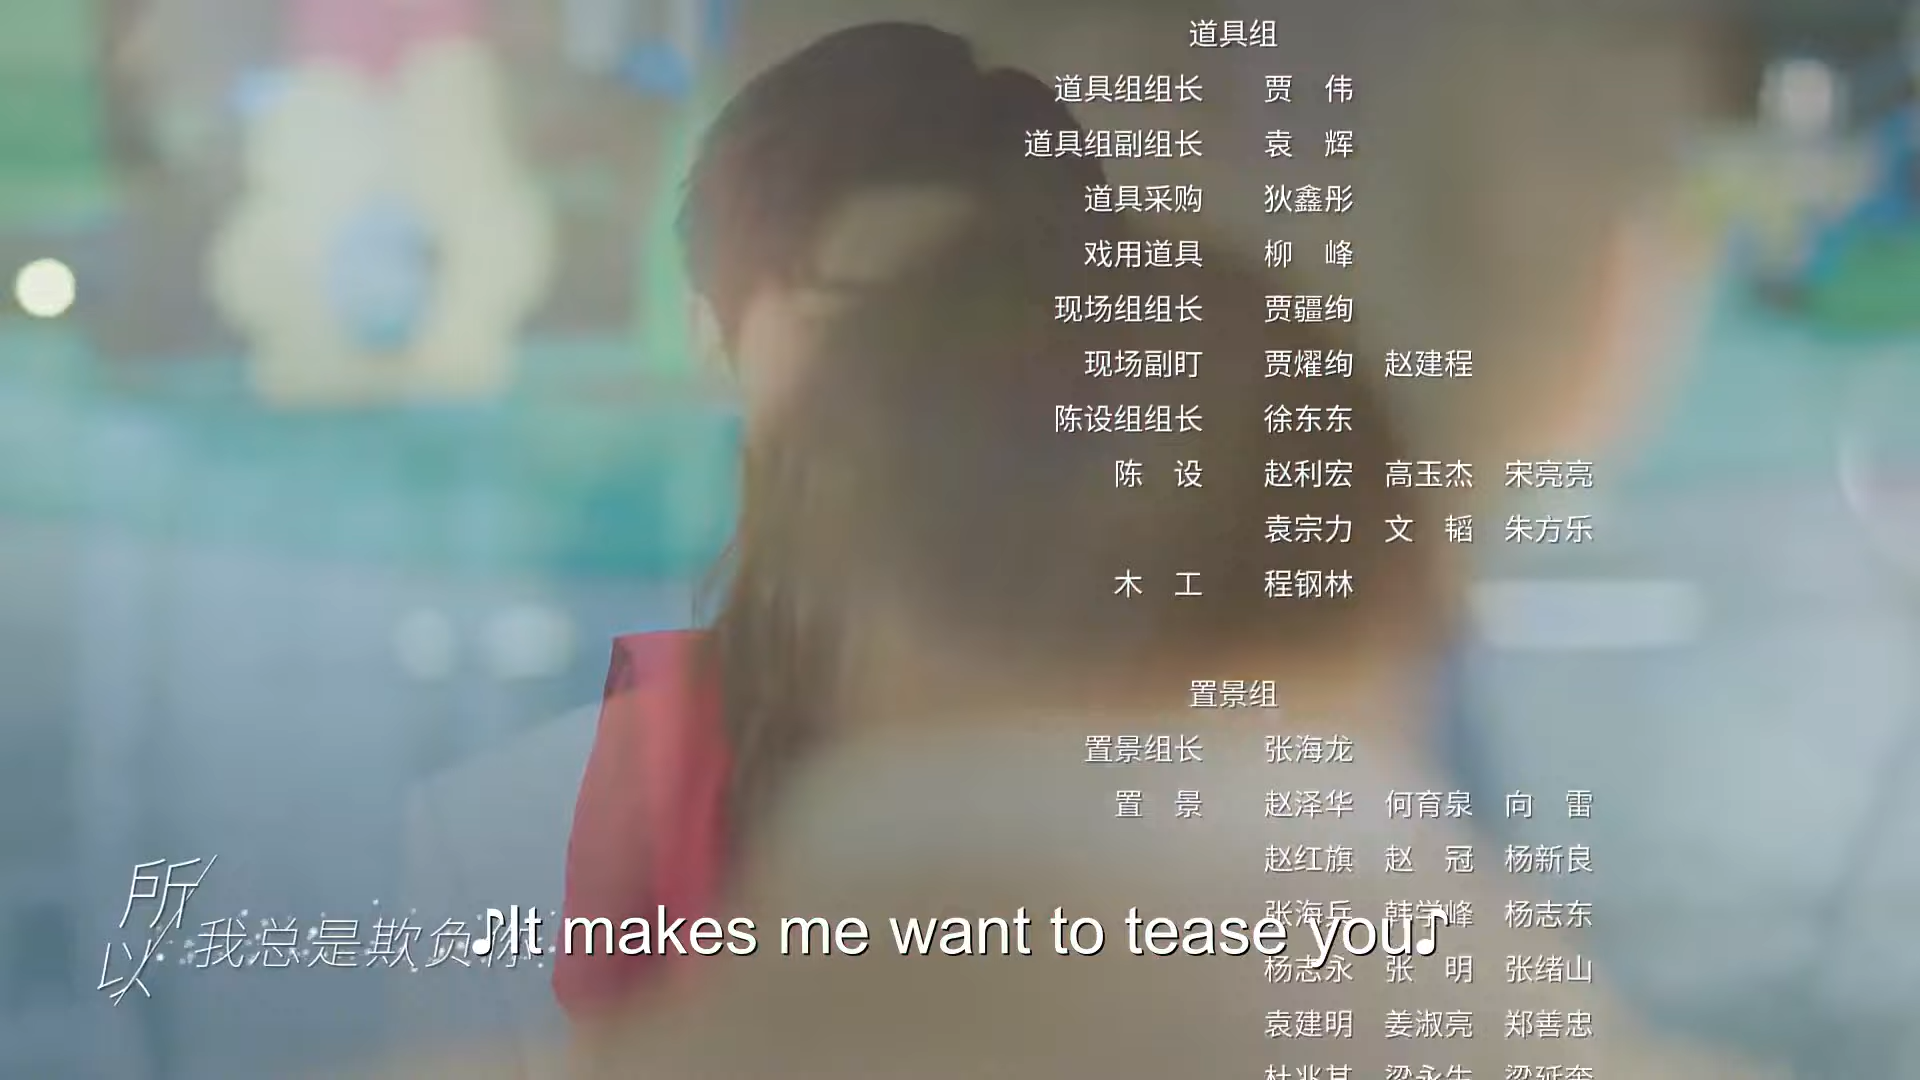 道具组
道具组组长 贾 伟
道具组副组长 袁 辉
道具采购 狄鑫彤
戏用道具 柳 峰
现场组组长 贾疆绚
现场副盯 贾燿绚 赵建程
陈设组组长 徐东东
陈 设 赵利宏 高玉杰 宋亮亮
袁宗力 文 韬 朱方乐
木 工 程钢林
置景组
置景组长 张海龙
置 景 赵泽华 何育泉 向 雷
赵红旗 赵 冠 杨新良
张海兵 韩学峰 杨志东
杨志永 张 明 张绪山
袁建明 姜淑亮 郑善忠
所以
我总是欺负你
♪It makes me want to tease you♪